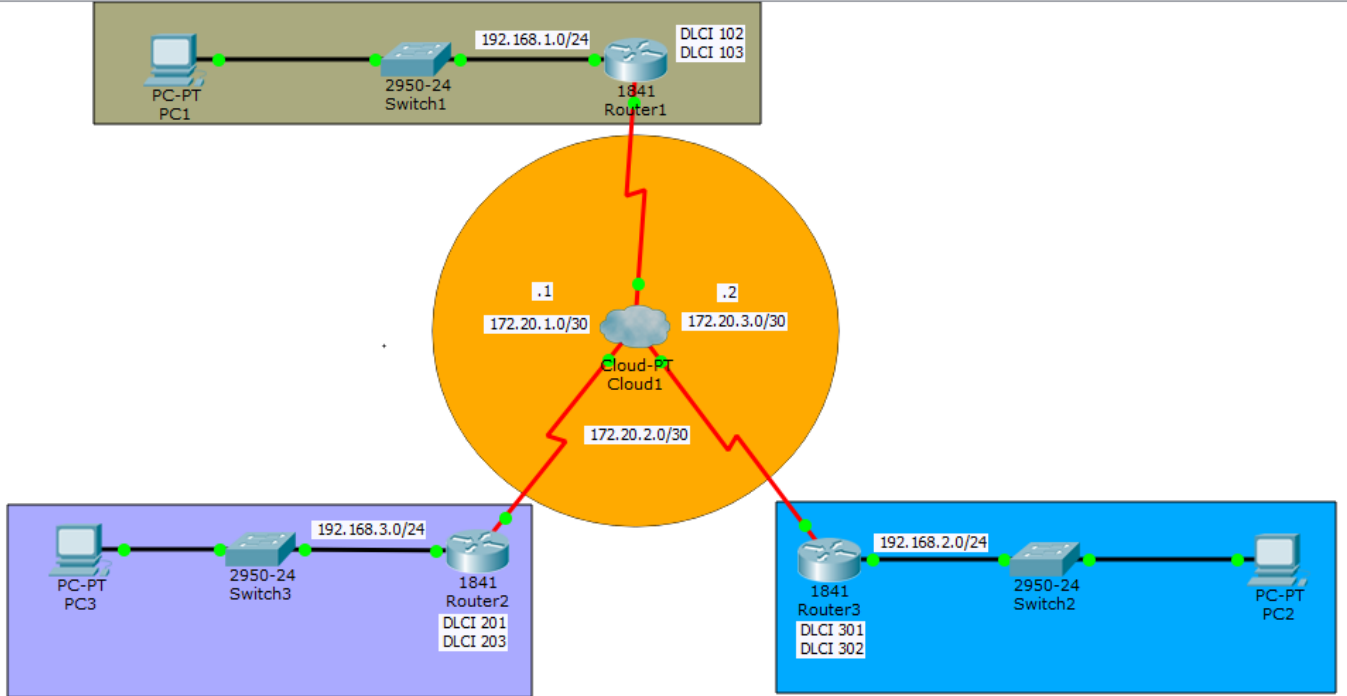 192.168.1.0/24
DLCI 102
DLCI 103
PC-PT
PC1
2950-24
Switch1
1841
Router1
.1
.2
172.20.1.0/30
172.20.3.0/30
Cloud-PT
Cloud1
172.20.2.0/30
192.168.3.0/24
PC-PT
PC3
2950-24
Switch3
1841
Router2
DLCI 201
DLCI 203
192.168.2.0/24
1841
Router3
DLCI 301
DLCI 302
2950-24
Switch2
PC-PT
PC2